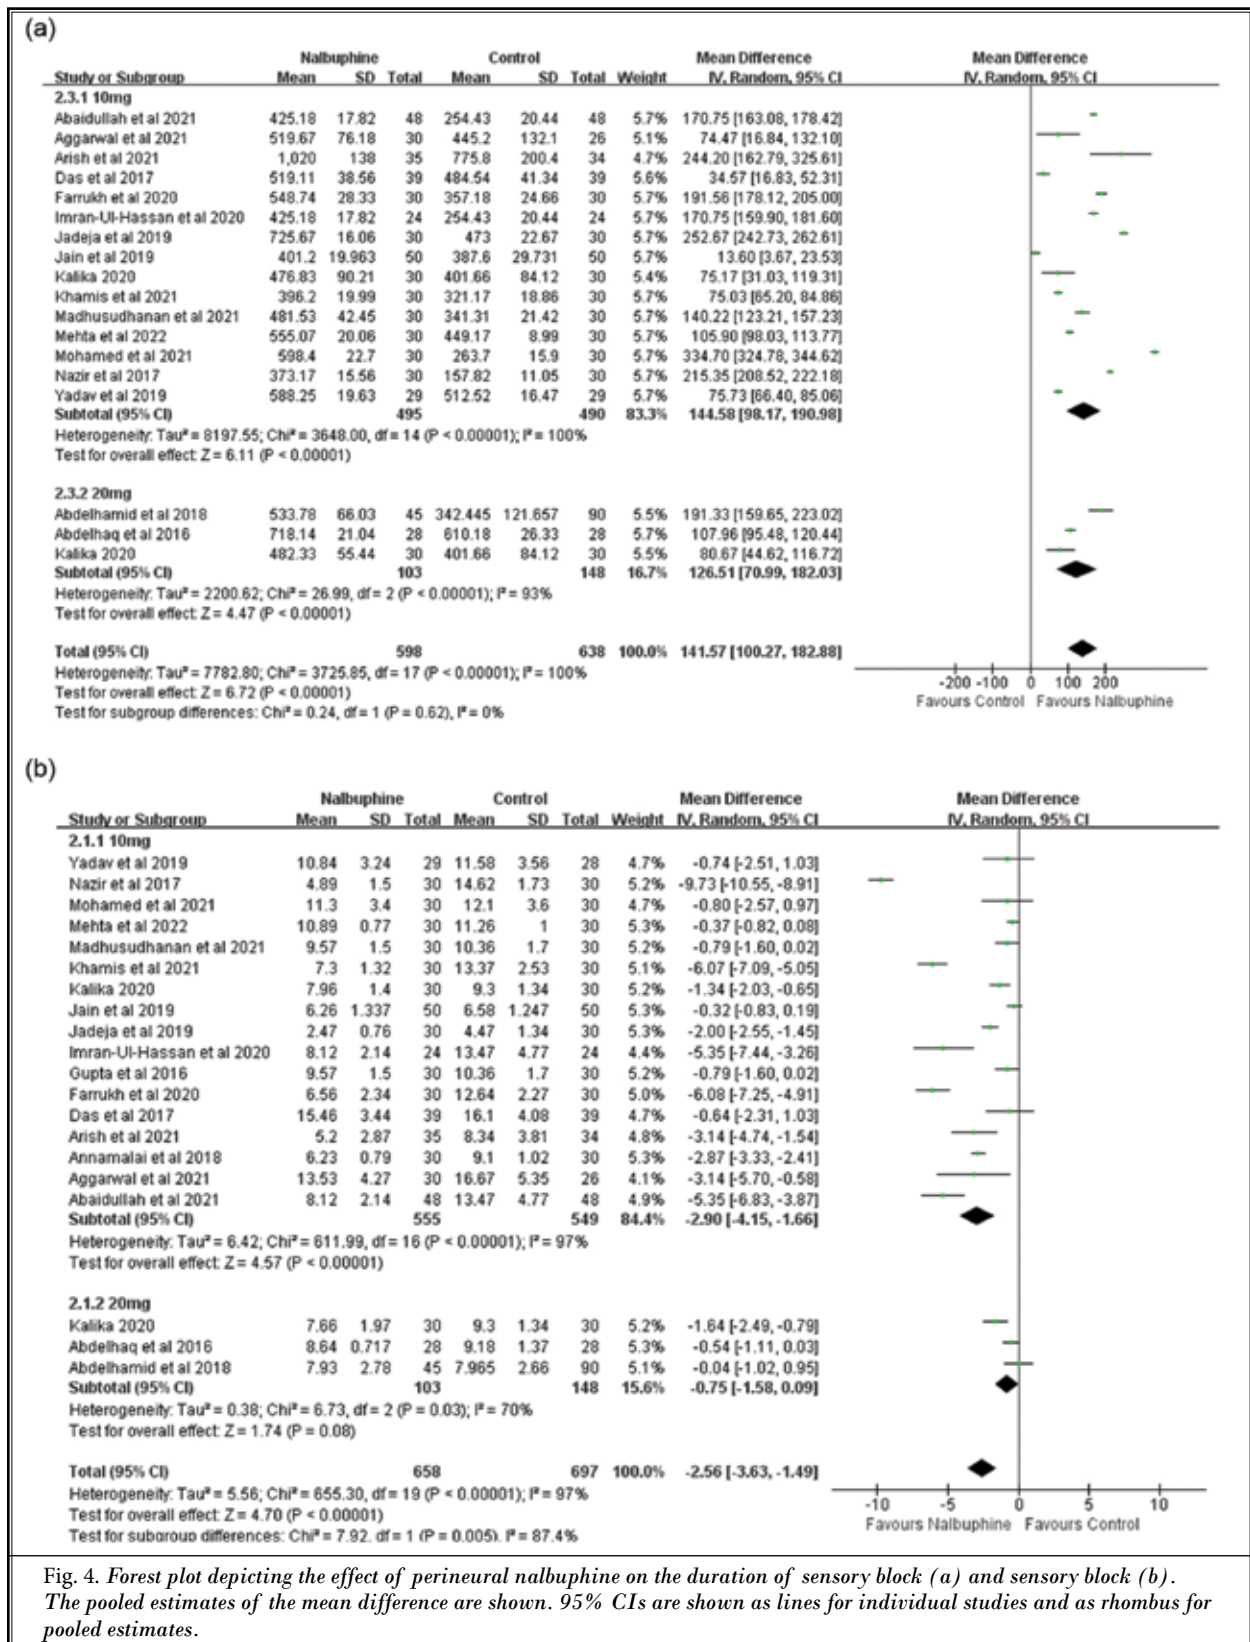 (a)
Nalbuphine Control Mean Difference Mean Difference
Study or Subgroup Mean SD Total Mean SD Total Weight IV, Random, 95% CI IV, Random, 95% CI
2.3.1 10mg
Abaidullah et al 2021 425.18 17.82 48 254.43 20.44 48 5.7% 170.75 [163.08, 178.42]
Aggarwal et al 2021 519.67 76.18 30 445.2 132.1 26 5.1% 74.47 [16.84, 132.10]
Arish et al 2021 1,020 138 35 775.8 200.4 34 4.7% 244.20 [162.79, 325.61]
Das et al 2017 519.11 38.56 39 484.54 41.34 39 5.6% 34.57 [16.83, 52.31]
Farrukh et al 2020 548.74 28.33 30 357.18 24.66 30 5.7% 191.56 [178.12, 205.00]
Imran-Ul-Hassan et al 2020 425.18 17.82 24 254.43 20.44 24 5.7% 170.75 [159.90, 181.60]
Jadeja et al 2019 725.67 16.06 30 473 22.67 30 5.7% 252.67 [242.73, 262.61]
Jain et al 2019 401.2 19.963 50 387.6 29.731 50 5.7% 13.60 [3.67, 23.53]
Kalika 2020 476.83 90.21 30 401.66 84.12 30 5.4% 75.17 [31.03, 119.31]
Khamis et al 2021 396.2 19.99 30 321.17 18.86 30 5.7% 75.03 [65.20, 84.86]
Madhusudhanan et al 2021 481.53 42.45 30 341.31 21.42 30 5.7% 140.22 [123.21, 157.23]
Mehta et al 2022 555.07 20.06 30 449.17 8.99 30 5.7% 105.90 [98.03, 113.77]
Mohamed et al 2021 598.4 22.7 30 263.7 15.9 30 5.7% 334.70 [324.78, 344.62]
Nazir et al 2017 373.17 15.56 30 157.82 11.05 30 5.7% 215.35 [208.52, 222.18]
Yadav et al 2019 588.25 19.63 29 512.52 16.47 29 5.7% 75.73 [66.40, 85.06]
Subtotal (95% CI) 495 490 83.3% 144.58 [98.17, 190.98]
Heterogeneity: Tau² = 8197.55; Chi² = 3648.00, df = 14 (P < 0.00001); I² = 100%
Test for overall effect: Z = 6.11 (P < 0.00001)
2.3.2 20mg
Abdelhamid et al 2018 533.78 66.03 45 342.445 121.657 90 5.5% 191.33 [159.65, 223.02]
Abdelhaq et al 2016 718.14 21.04 28 610.18 26.33 28 5.7% 107.96 [95.48, 120.44]
Kalika 2020 482.33 55.44 30 401.66 84.12 30 5.5% 80.67 [44.62, 116.72]
Subtotal (95% CI) 103 148 16.7% 126.51 [70.99, 182.03]
Heterogeneity: Tau² = 2200.62; Chi² = 26.99, df = 2 (P < 0.00001); I² = 93%
Test for overall effect: Z = 4.47 (P < 0.00001)
Total (95% CI) 598 638 100.0% 141.57 [100.27, 182.88]
Heterogeneity: Tau² = 7782.80; Chi² = 3725.85, df = 17 (P < 0.00001); I² = 100%
Test for overall effect: Z = 6.72 (P < 0.00001)
Test for subgroup differences: Chi² = 0.24, df = 1 (P = 0.62), I² = 0%
-200 -100 0 100 200
Favours Control Favours Nalbuphine
(b)
Nalbuphine Control Mean Difference Mean Difference
Study or Subgroup Mean SD Total Mean SD Total Weight IV, Random, 95% CI IV, Random, 95% CI
2.1.1 10mg
Yadav et al 2019 10.84 3.24 29 11.58 3.56 28 4.7% -0.74 [-2.51, 1.03]
Nazir et al 2017 4.89 1.5 30 14.62 1.73 30 5.2% -9.73 [-10.55, -8.91]
Mohamed et al 2021 11.3 3.4 30 12.1 3.6 30 4.7% -0.80 [-2.57, 0.97]
Mehta et al 2022 10.89 0.77 30 11.26 1 30 5.3% -0.37 [-0.82, 0.08]
Madhusudhanan et al 2021 9.57 1.5 30 10.36 1.7 30 5.2% -0.79 [-1.60, 0.02]
Khamis et al 2021 7.3 1.32 30 13.37 2.53 30 5.1% -6.07 [-7.09, -5.05]
Kalika 2020 7.96 1.4 30 9.3 1.34 30 5.2% -1.34 [-2.03, -0.65]
Jain et al 2019 6.26 1.337 50 6.58 1.247 50 5.3% -0.32 [-0.83, 0.19]
Jadeja et al 2019 2.47 0.76 30 4.47 1.34 30 5.3% -2.00 [-2.55, -1.45]
Imran-Ul-Hassan et al 2020 8.12 2.14 24 13.47 4.77 24 4.4% -5.35 [-7.44, -3.26]
Gupta et al 2016 9.57 1.5 30 10.36 1.7 30 5.2% -0.79 [-1.60, 0.02]
Farrukh et al 2020 6.56 2.34 30 12.64 2.27 30 5.0% -6.08 [-7.25, -4.91]
Das et al 2017 15.46 3.44 39 16.1 4.08 39 4.7% -0.64 [-2.31, 1.03]
Arish et al 2021 5.2 2.87 35 8.34 3.81 34 4.8% -3.14 [-4.74, -1.54]
Annamalai et al 2018 6.23 0.79 30 9.1 1.02 30 5.3% -2.87 [-3.33, -2.41]
Aggarwal et al 2021 13.53 4.27 30 16.67 5.35 26 4.1% -3.14 [-5.70, -0.58]
Abaidullah et al 2021 8.12 2.14 48 13.47 4.77 48 4.9% -5.35 [-6.83, -3.87]
Subtotal (95% CI) 555 549 84.4% -2.90 [-4.15, -1.66]
Heterogeneity: Tau² = 6.42; Chi² = 611.99, df = 16 (P < 0.00001); I² = 97%
Test for overall effect: Z = 4.57 (P < 0.00001)
2.1.2 20mg
Kalika 2020 7.66 1.97 30 9.3 1.34 30 5.2% -1.64 [-2.49, -0.79]
Abdelhaq et al 2016 8.64 0.717 28 9.18 1.37 28 5.3% -0.54 [-1.11, 0.03]
Abdelhamid et al 2018 7.93 2.78 45 7.965 2.66 90 5.1% -0.04 [-1.02, 0.95]
Subtotal (95% CI) 103 148 15.6% -0.75 [-1.58, 0.09]
Heterogeneity: Tau² = 0.38; Chi² = 6.73, df = 2 (P = 0.03); I² = 70%
Test for overall effect: Z = 1.74 (P = 0.08)
Total (95% CI) 658 697 100.0% -2.56 [-3.63, -1.49]
Heterogeneity: Tau² = 5.56; Chi² = 655.30, df = 19 (P < 0.00001); I² = 97%
Test for overall effect: Z = 4.70 (P < 0.00001)
Test for subgroup differences: Chi² = 7.92, df = 1 (P = 0.005), I² = 87.4%
-10 -5 0 5 10
Favours Nalbuphine Favours Control
Fig. 4. Forest plot depicting the effect of perineural nalbuphine on the duration of sensory block (a) and sensory block (b).
The pooled estimates of the mean difference are shown. 95% CIs are shown as lines for individual studies and as rhombus for
pooled estimates.